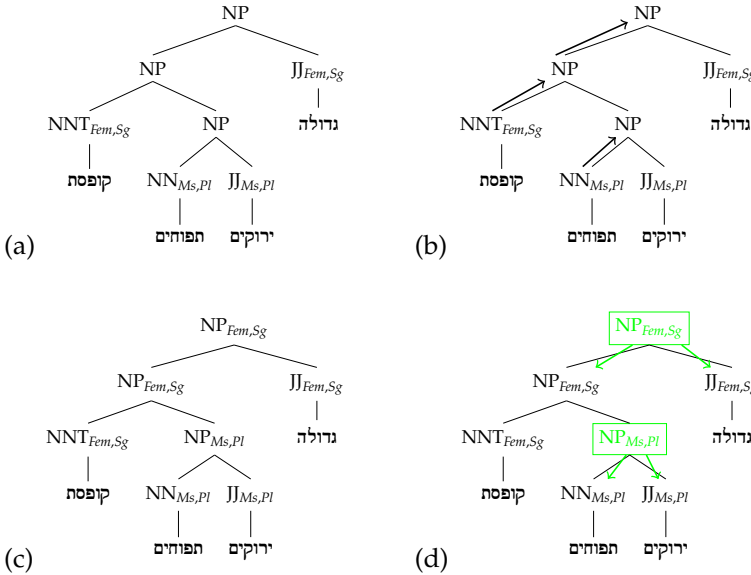 NP
NP JJFem,Sg
NNTFem,Sg NP גדולה
קופסת NNMs,Pl JJMs,Pl
(a) תפוחים ירוקים
NP
NP JJFem,Sg
NNTFem,Sg NP גדולה
קופסת NNMs,Pl JJMs,Pl
(b) תפוחים ירוקים
NPFem,Sg
NPFem,Sg JJFem,Sg
NNTFem,Sg NPMs,Pl גדולה
קופסת NNMs,Pl JJMs,Pl
(c) תפוחים ירוקים
NPFem,Sg
NPFem,Sg JJFem,Sg
NNTFem,Sg NPMs,Pl גדולה
קופסת NNMs,Pl JJMs,Pl
(d) תפוחים ירוקים